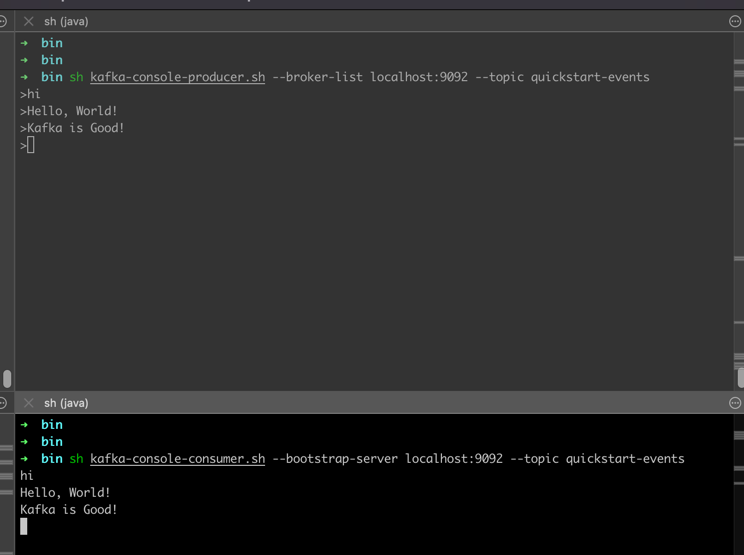 sh (java)
➜ bin
➜ bin
➜ bin sh kafka-console-producer.sh --broker-list localhost:9092 --topic quickstart-events
>hi
>Hello, World!
>Kafka is Good!
>
sh (java)
➜ bin
➜ bin
➜ bin sh kafka-console-consumer.sh --bootstrap-server localhost:9092 --topic quickstart-events
hi
Hello, World!
Kafka is Good!